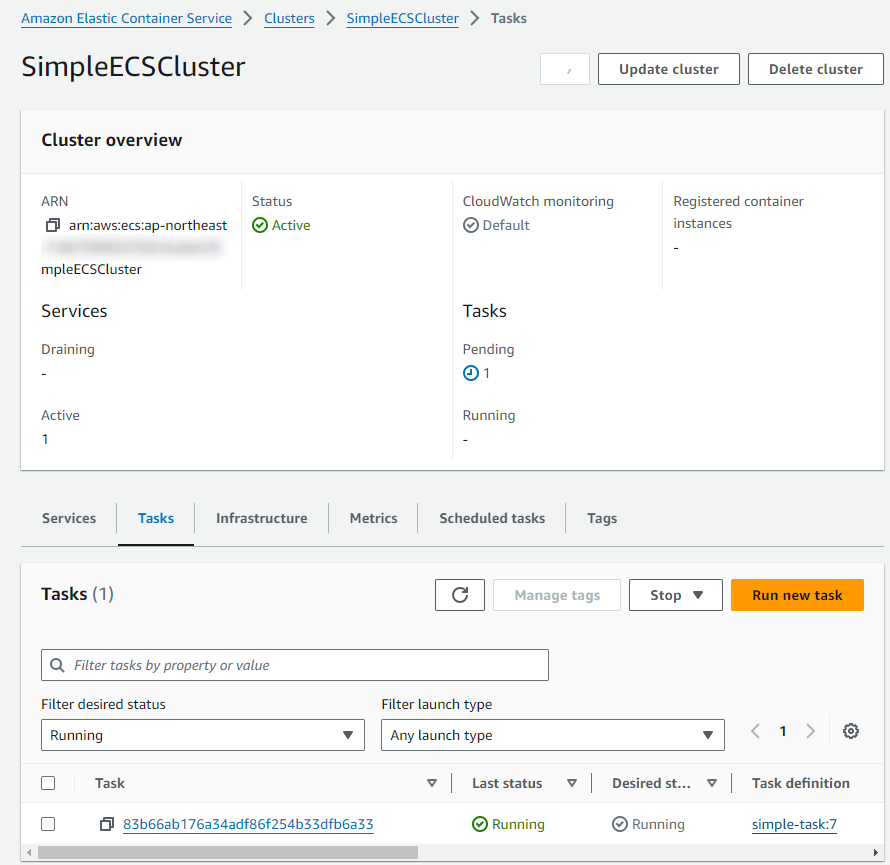 Amazon Elastic Container Service > Clusters > SimpleECSCluster > Tasks
SimpleECSCluster
Update cluster
Delete cluster
Cluster overview
ARN
arn:aws:ecs:ap-northeast
mpleECSCluster
Status
Active
CloudWatch monitoring
Default
Registered container
instances
-
Services
Draining
-
Active
1
Tasks
Pending
1
Running
-
Services
Tasks
Infrastructure
Metrics
Scheduled tasks
Tags
Tasks (1)
Manage tags
Stop
Run new task
Filter tasks by property or value
Filter desired status
Running
Filter launch type
Any launch type
1
Task
Last status
Desired st...
Task definition
83b66ab176a34adf86f254b33dfb6a33
Running
Running
simple-task:7